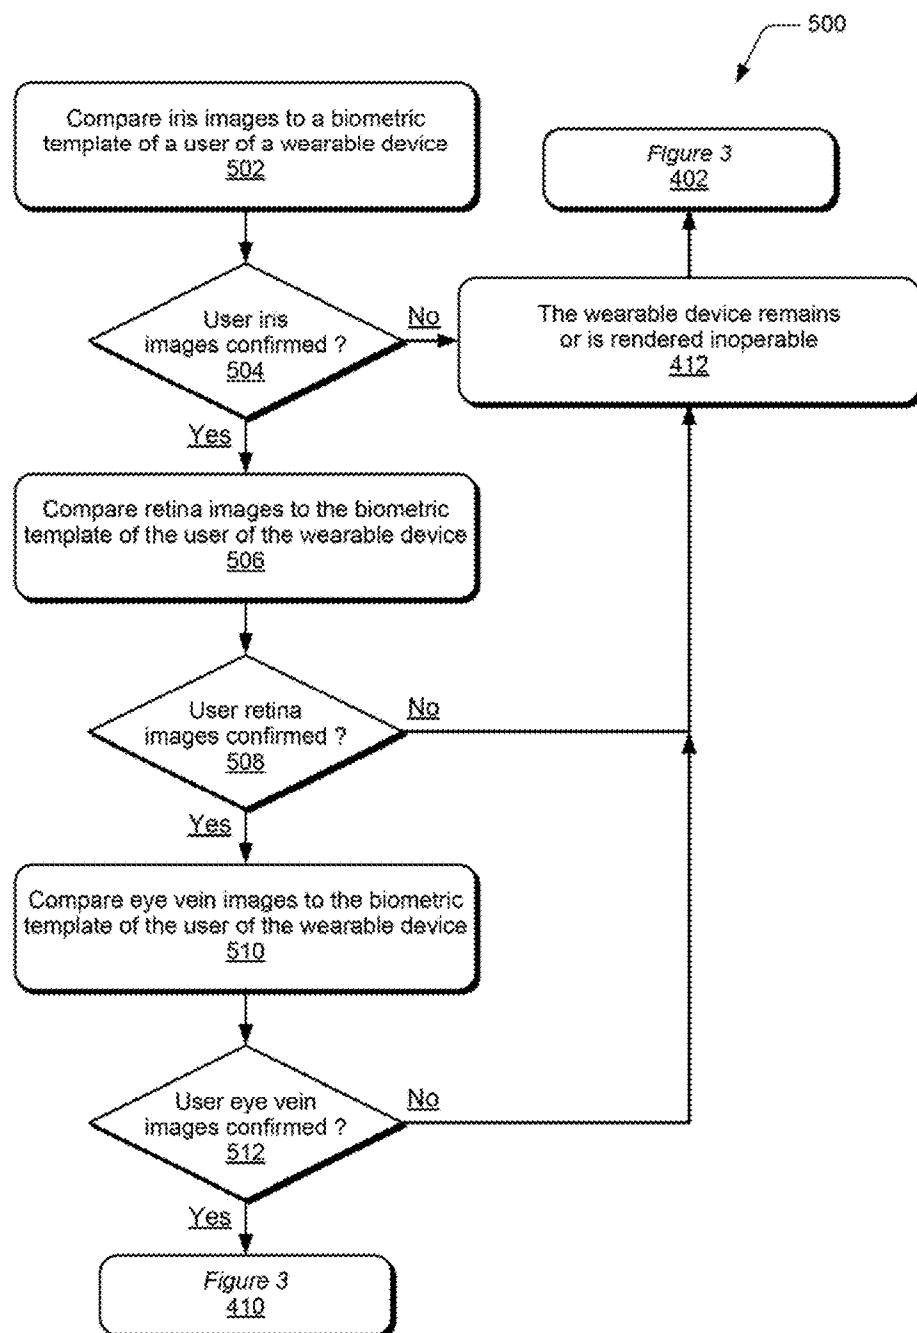 500
Compare iris images to a biometric
template of a user of a wearable device
502
Figure 3
402
User iris
images confirmed ?
504
No
The wearable device remains
or is rendered inoperable
412
Yes
Compare retina images to the biometric
template of the user of the wearable device
506
User retina
images confirmed ?
508
No
Yes
Compare eye vein images to the biometric
template of the user of the wearable device
510
User eye vein
images confirmed ?
512
No
Yes
Figure 3
410